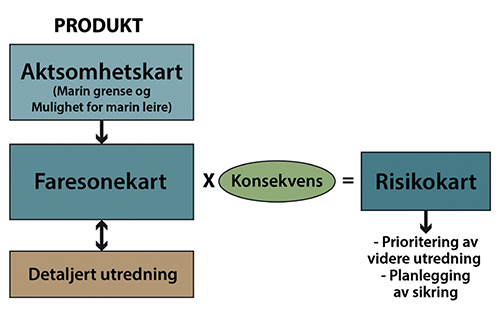 PRODUKT
Aktsomhetskart
(Marin grense og
Mulighet for marin leire)
Faresonekart
X
Konsekvens
=
Risikokart
Detaljert utredning
- Prioritering av
videre utredning
- Planlegging
av sikring